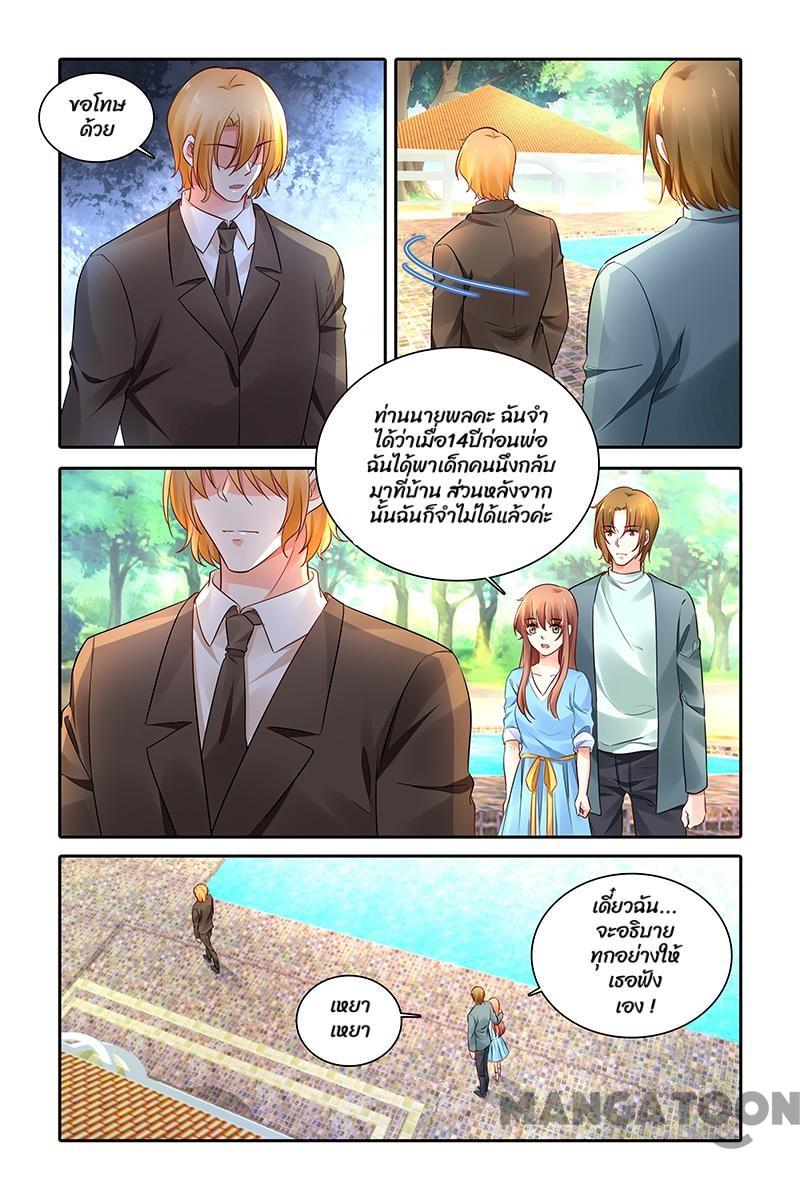 ขอโทษ
ด้วย
ท่านนายพลคะ ฉันจำ
ได้ว่าเมื่อ14ปีก่อนพ่อ
ฉันได้พาเด็กคนนึงกลับ
มาที่บ้าน ส่วนหลังจาก
นั้นฉันก็จำไม่ได้แล้วค่ะ
เหยา
เหยา
เดี๋ยวฉัน...
จะอธิบาย
ทุกอย่างให้
เธอฟัง
เอง !
MANGATOON